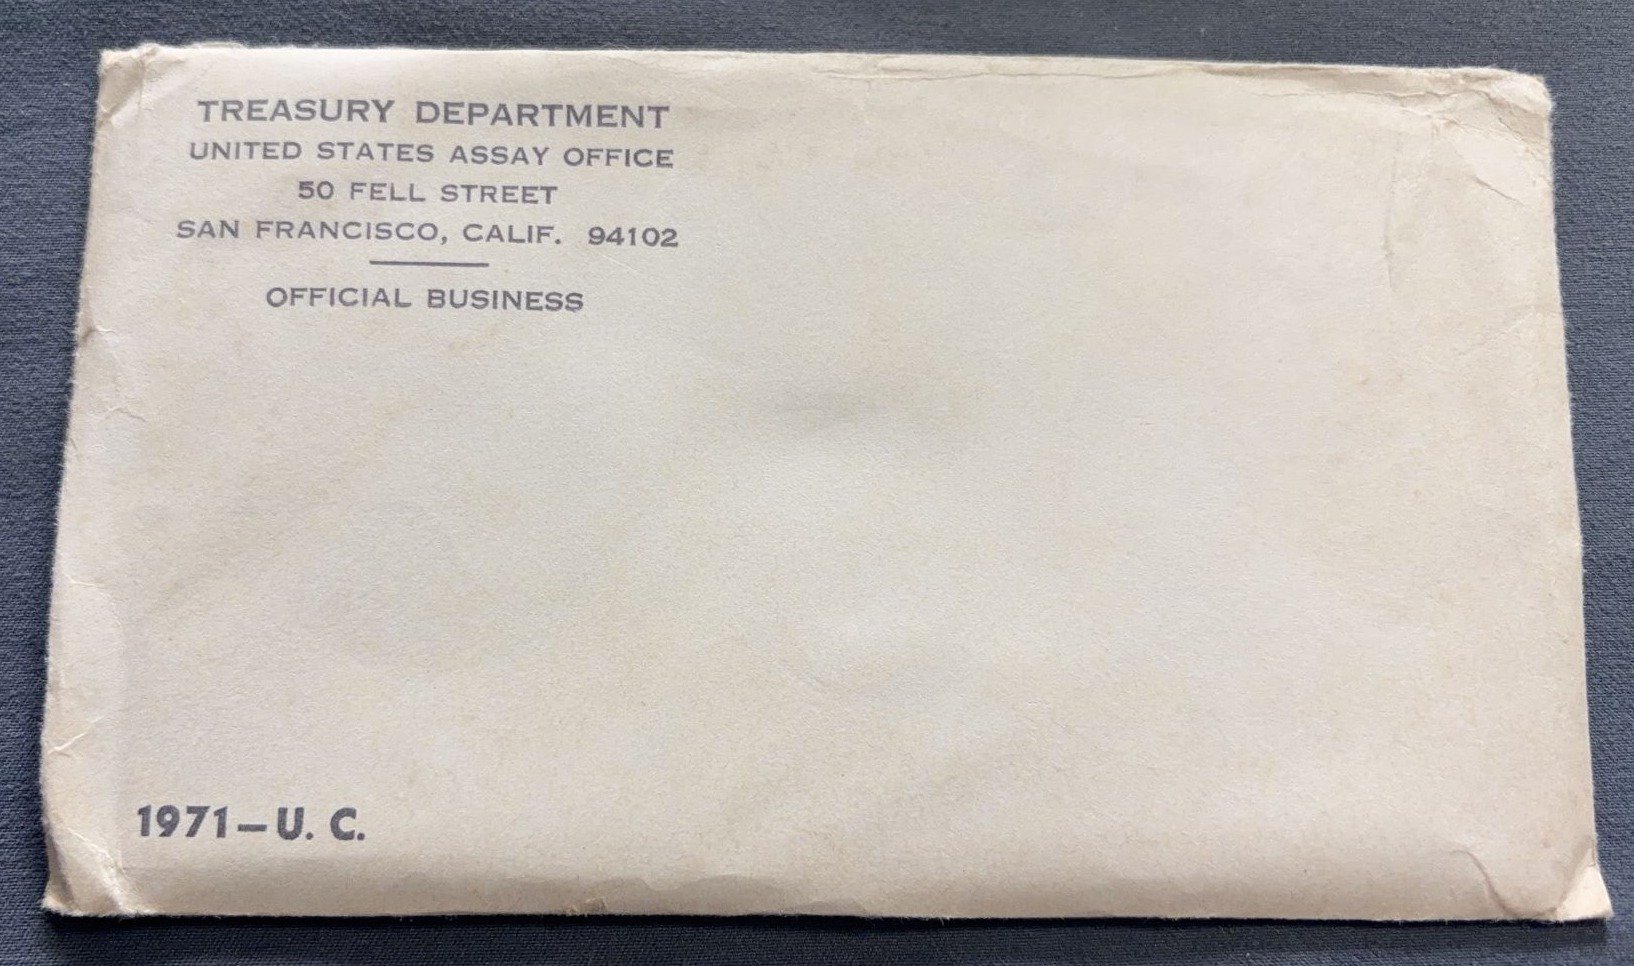 TREASURY DEPARTMENT
UNITED STATES ASSAY OFFICE
50 FELL STREET
SAN FRANCISCO, CALIF. 94102
OFFICIAL BUSINESS
1971–U. C.